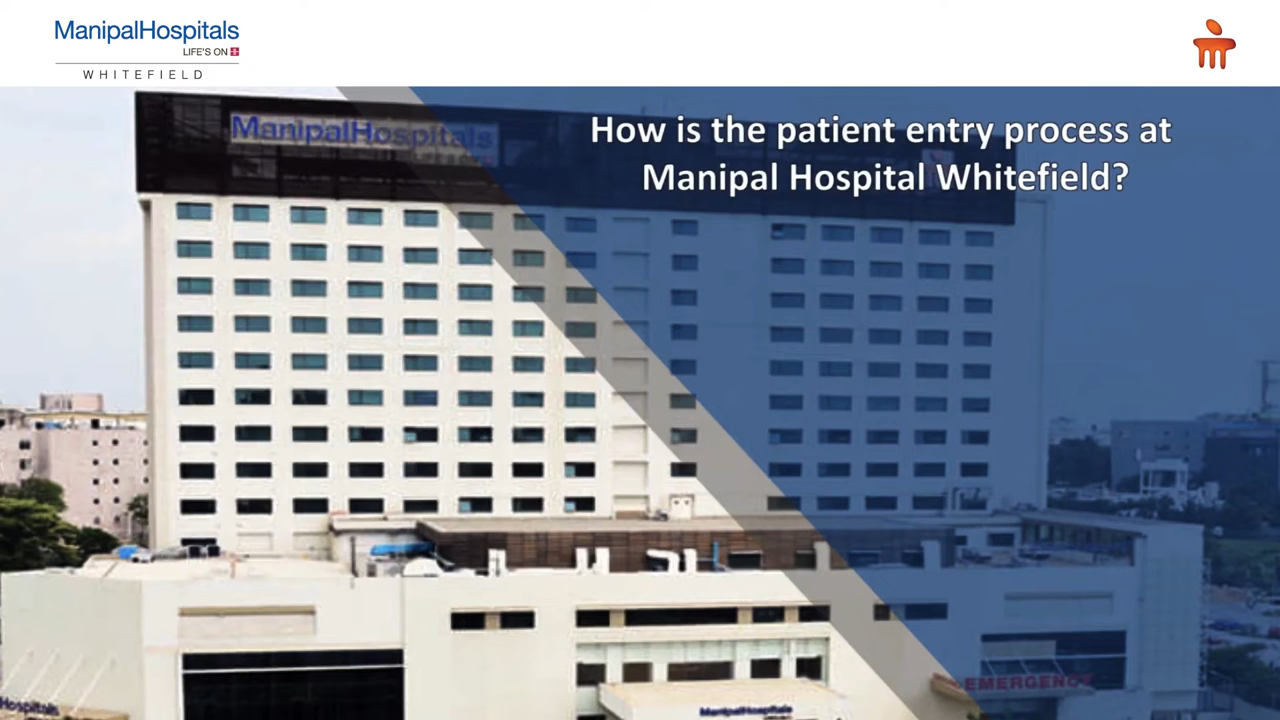 ManipalHospitals
LIFE'S ON
WHITEFIELD
How is the patient entry process at
Manipal Hospital Whitefield?
ManipalHospitals
EMERGENCY
Hospitals
ManipalHospitals